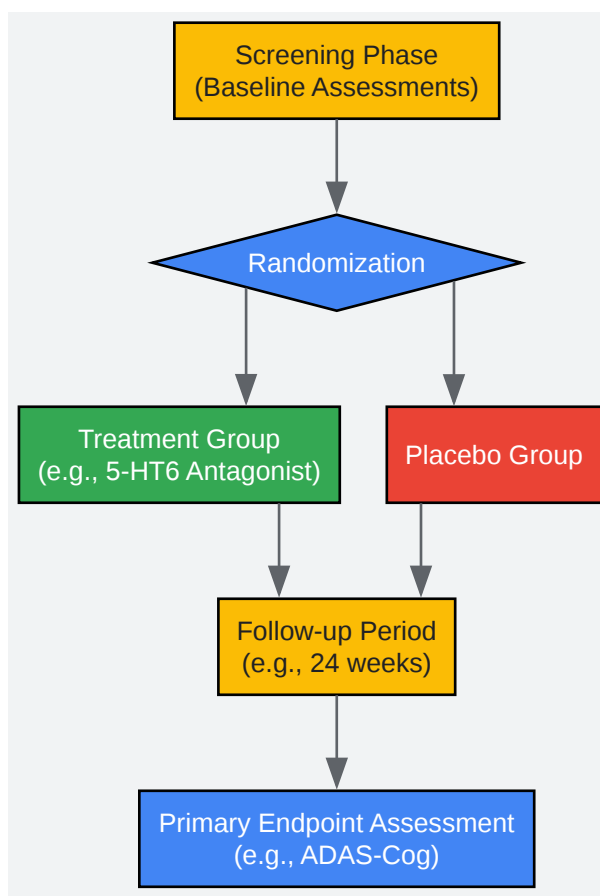 Screening Phase
(Baseline Assessments)
Randomization
Treatment Group
(e.g., 5-HT6 Antagonist)
Placebo Group
Follow-up Period
(e.g., 24 weeks)
Primary Endpoint Assessment
(e.g., ADAS-Cog)